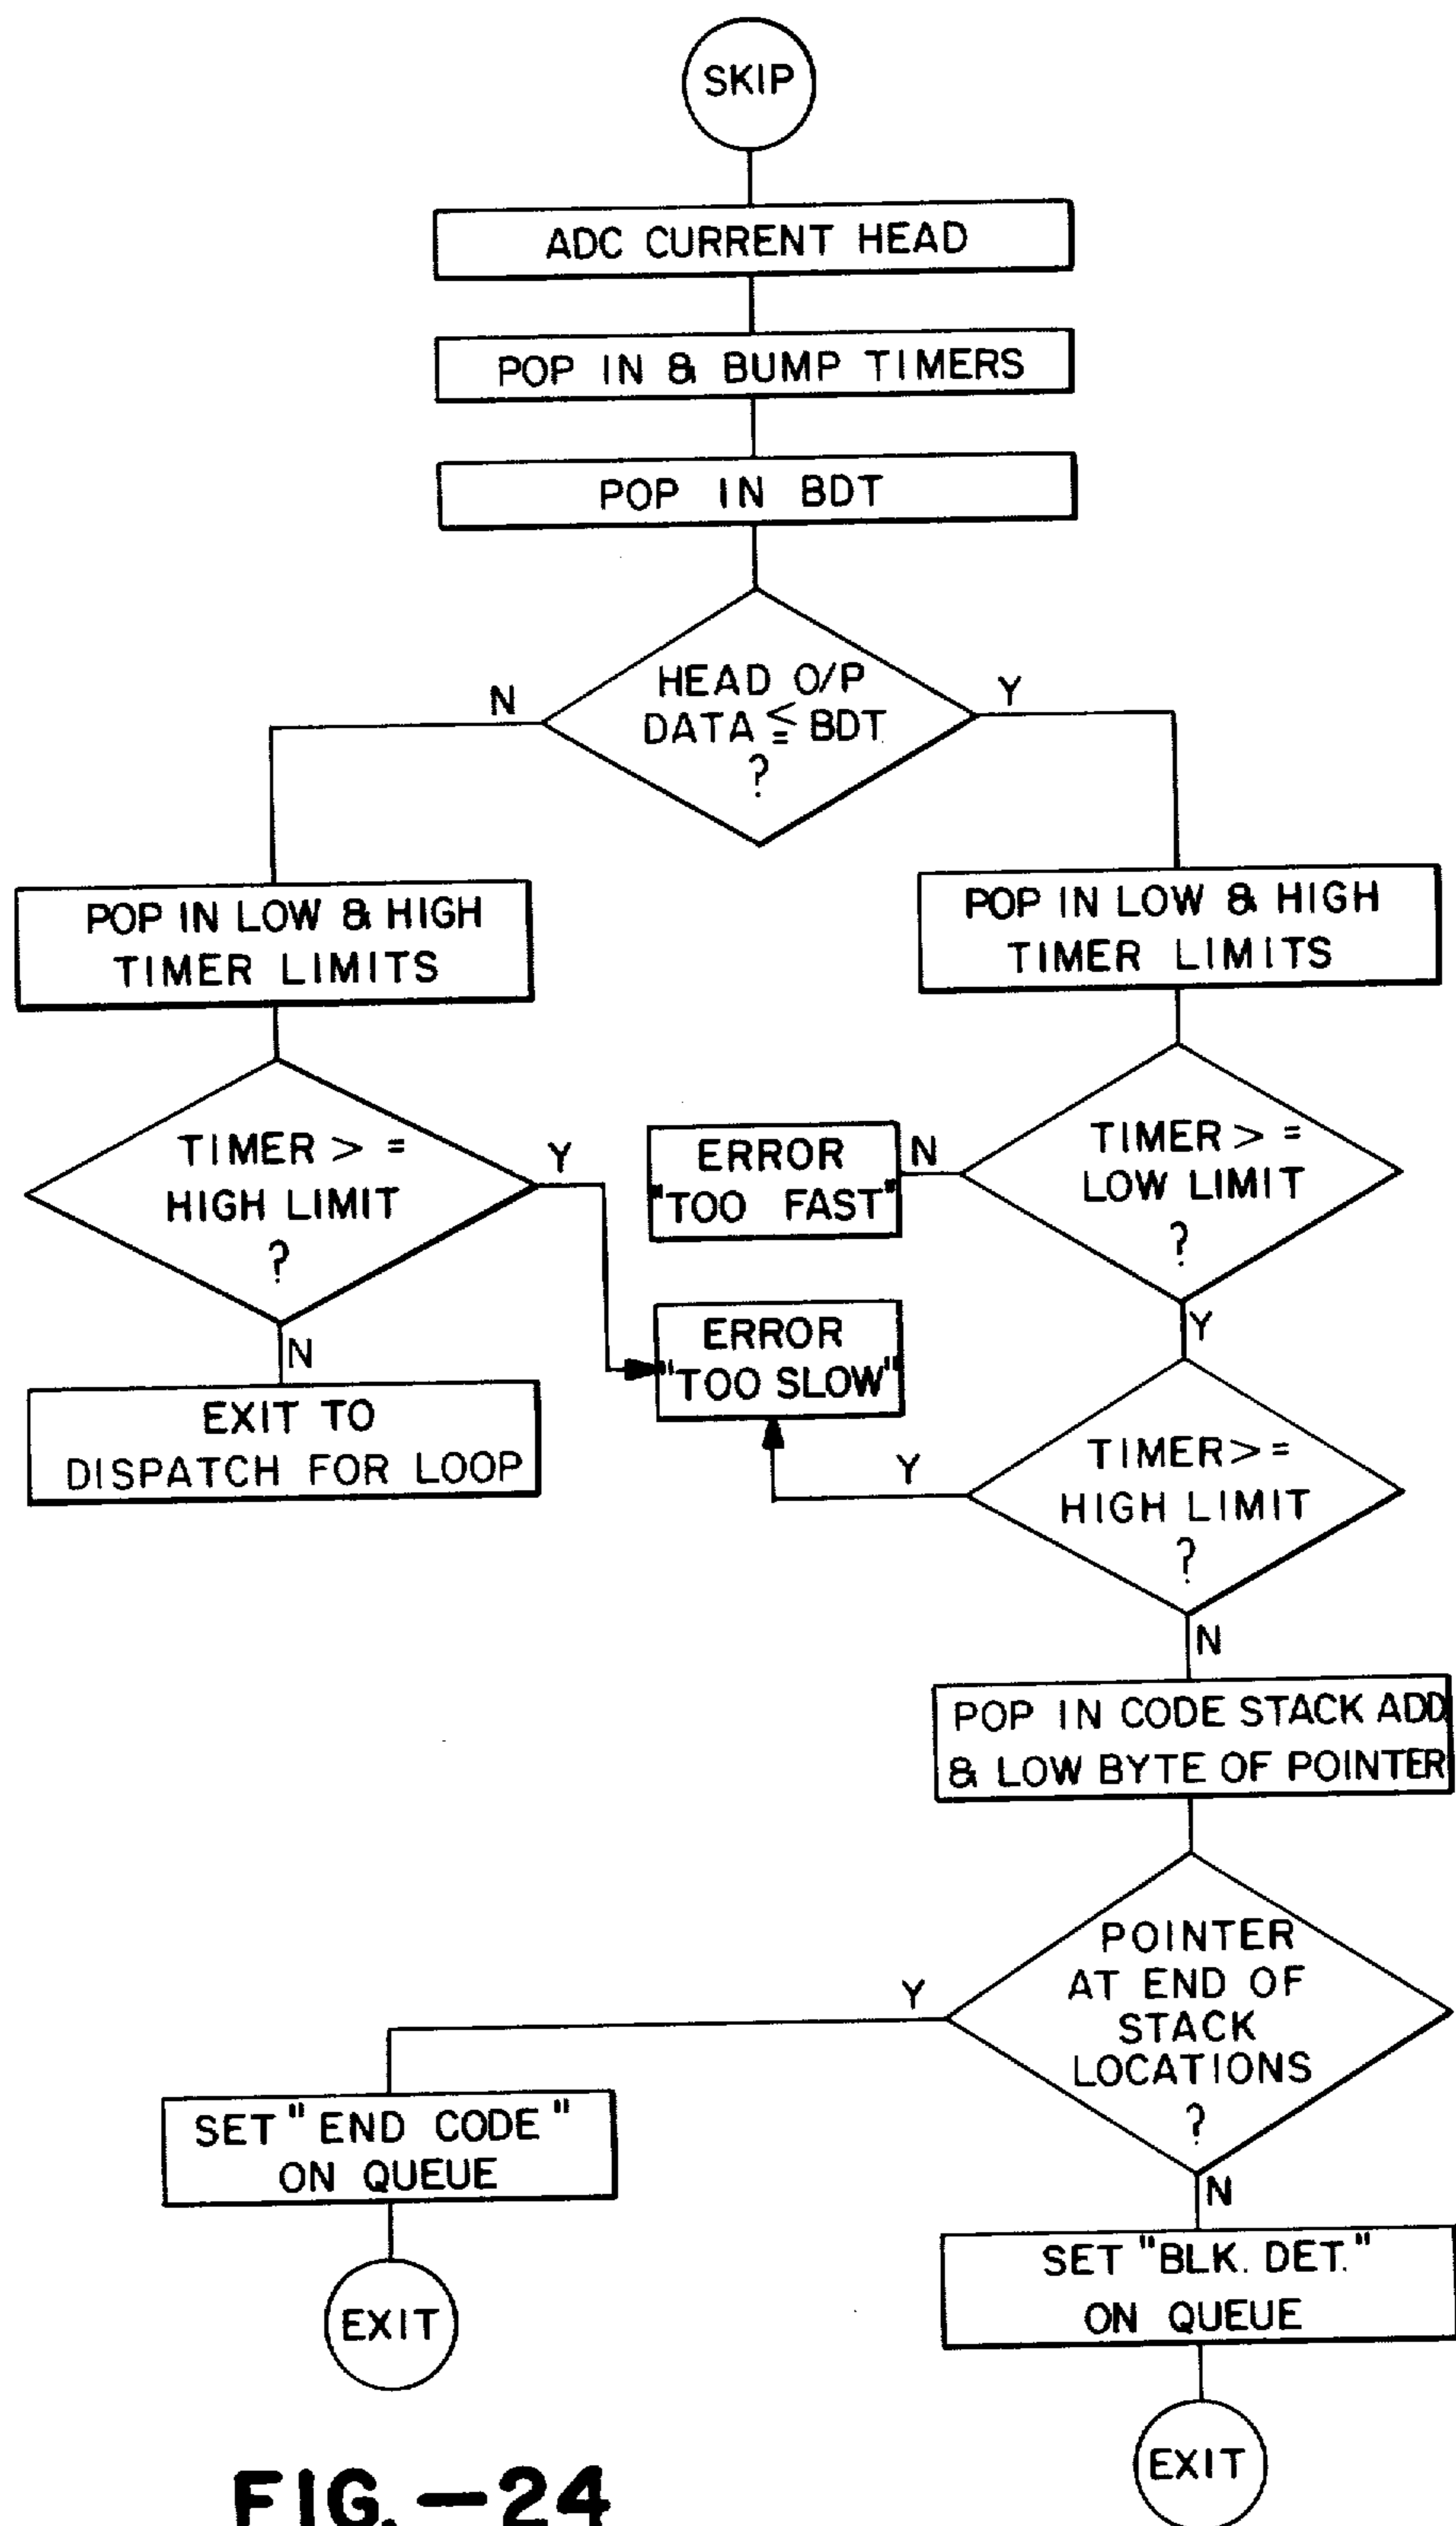 SKIP
ADC CURRENT HEAD
POP IN & BUMP TIMERS
POP IN BDT
HEAD O/P
DATA ≤ BDT
?
N
Y
POP IN LOW & HIGH
TIMER LIMITS
POP IN LOW & HIGH
TIMER LIMITS
TIMER > =
HIGH LIMIT
?
Y
N
EXIT TO
DISPATCH FOR LOOP
ERROR
"TOO FAST"
N
TIMER > =
LOW LIMIT
?
Y
ERROR
"TOO SLOW"
Y
TIMER > =
HIGH LIMIT
?
N
POP IN CODE STACK ADD
& LOW BYTE OF POINTER
POINTER
AT END OF
STACK
LOCATIONS
?
Y
N
SET "END CODE"
ON QUEUE
EXIT
SET "BLK. DET."
ON QUEUE
EXIT
FIG.-24